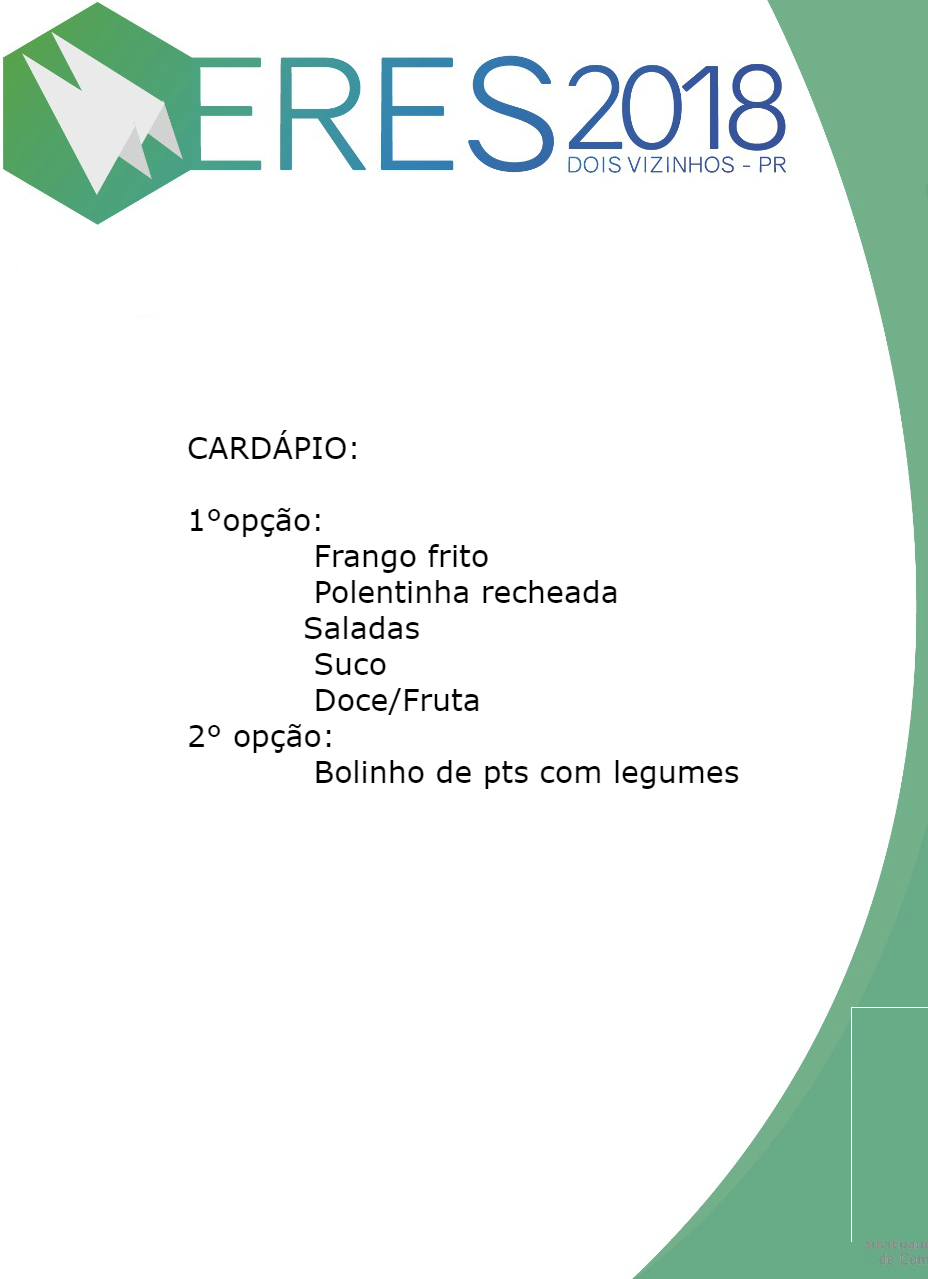 ERES 2018
DOIS VIZINHOS - PR
CARDÁPIO:
1°opção:
Frango frito
Polentinha recheada
Saladas
Suco
Doce/Fruta
2° opção:
Bolinho de pts com legumes